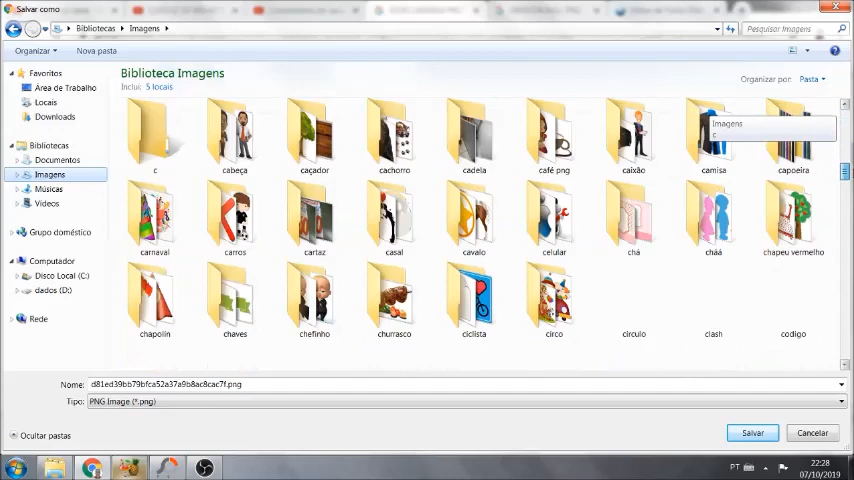 Salvar como
Bibliotecas
Imagens
Pesquisar Imagens
Organizar
Nova pasta
Favoritos
Área de Trabalho
Locais
Downloads
Bibliotecas
Documentos
Imagens
Músicas
Vídeos
Grupo doméstico
Computador
Disco Local (C:)
dados (D:)
Rede
Biblioteca Imagens
Inclui: 5 locais
Organizar por: Pasta
Imagens
c
c cabeça caçador cachorro cadela café png caixão camisa capoeira
carnaval carros cartaz casal cavalo celular chá cháá chapeu vermelho
chapolin chaves chefinho churrasco ciclista circo circulo clash codigo
Nome: d81ed39bb79bfca52a37a9b8ac8cac7f.png
Tipo: PNG Image (*.png)
Ocultar pastas
Salvar
Cancelar
PT
22:28
07/10/2019